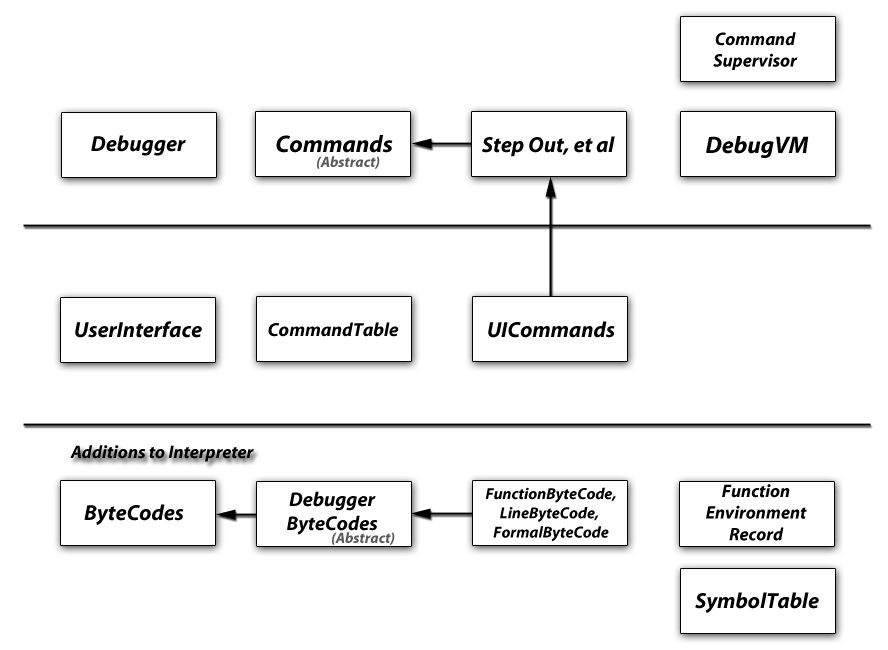 Command
Supervisor
Debugger
Commands
(Abstract)
Step Out, et al
DebugVM
UserInterface
CommandTable
UICommands
Additions to Interpreter
ByteCodes
Debugger
ByteCodes
(Abstract)
FunctionByteCode,
LineByteCode,
FormalByteCode
Function
Environment
Record
SymbolTable